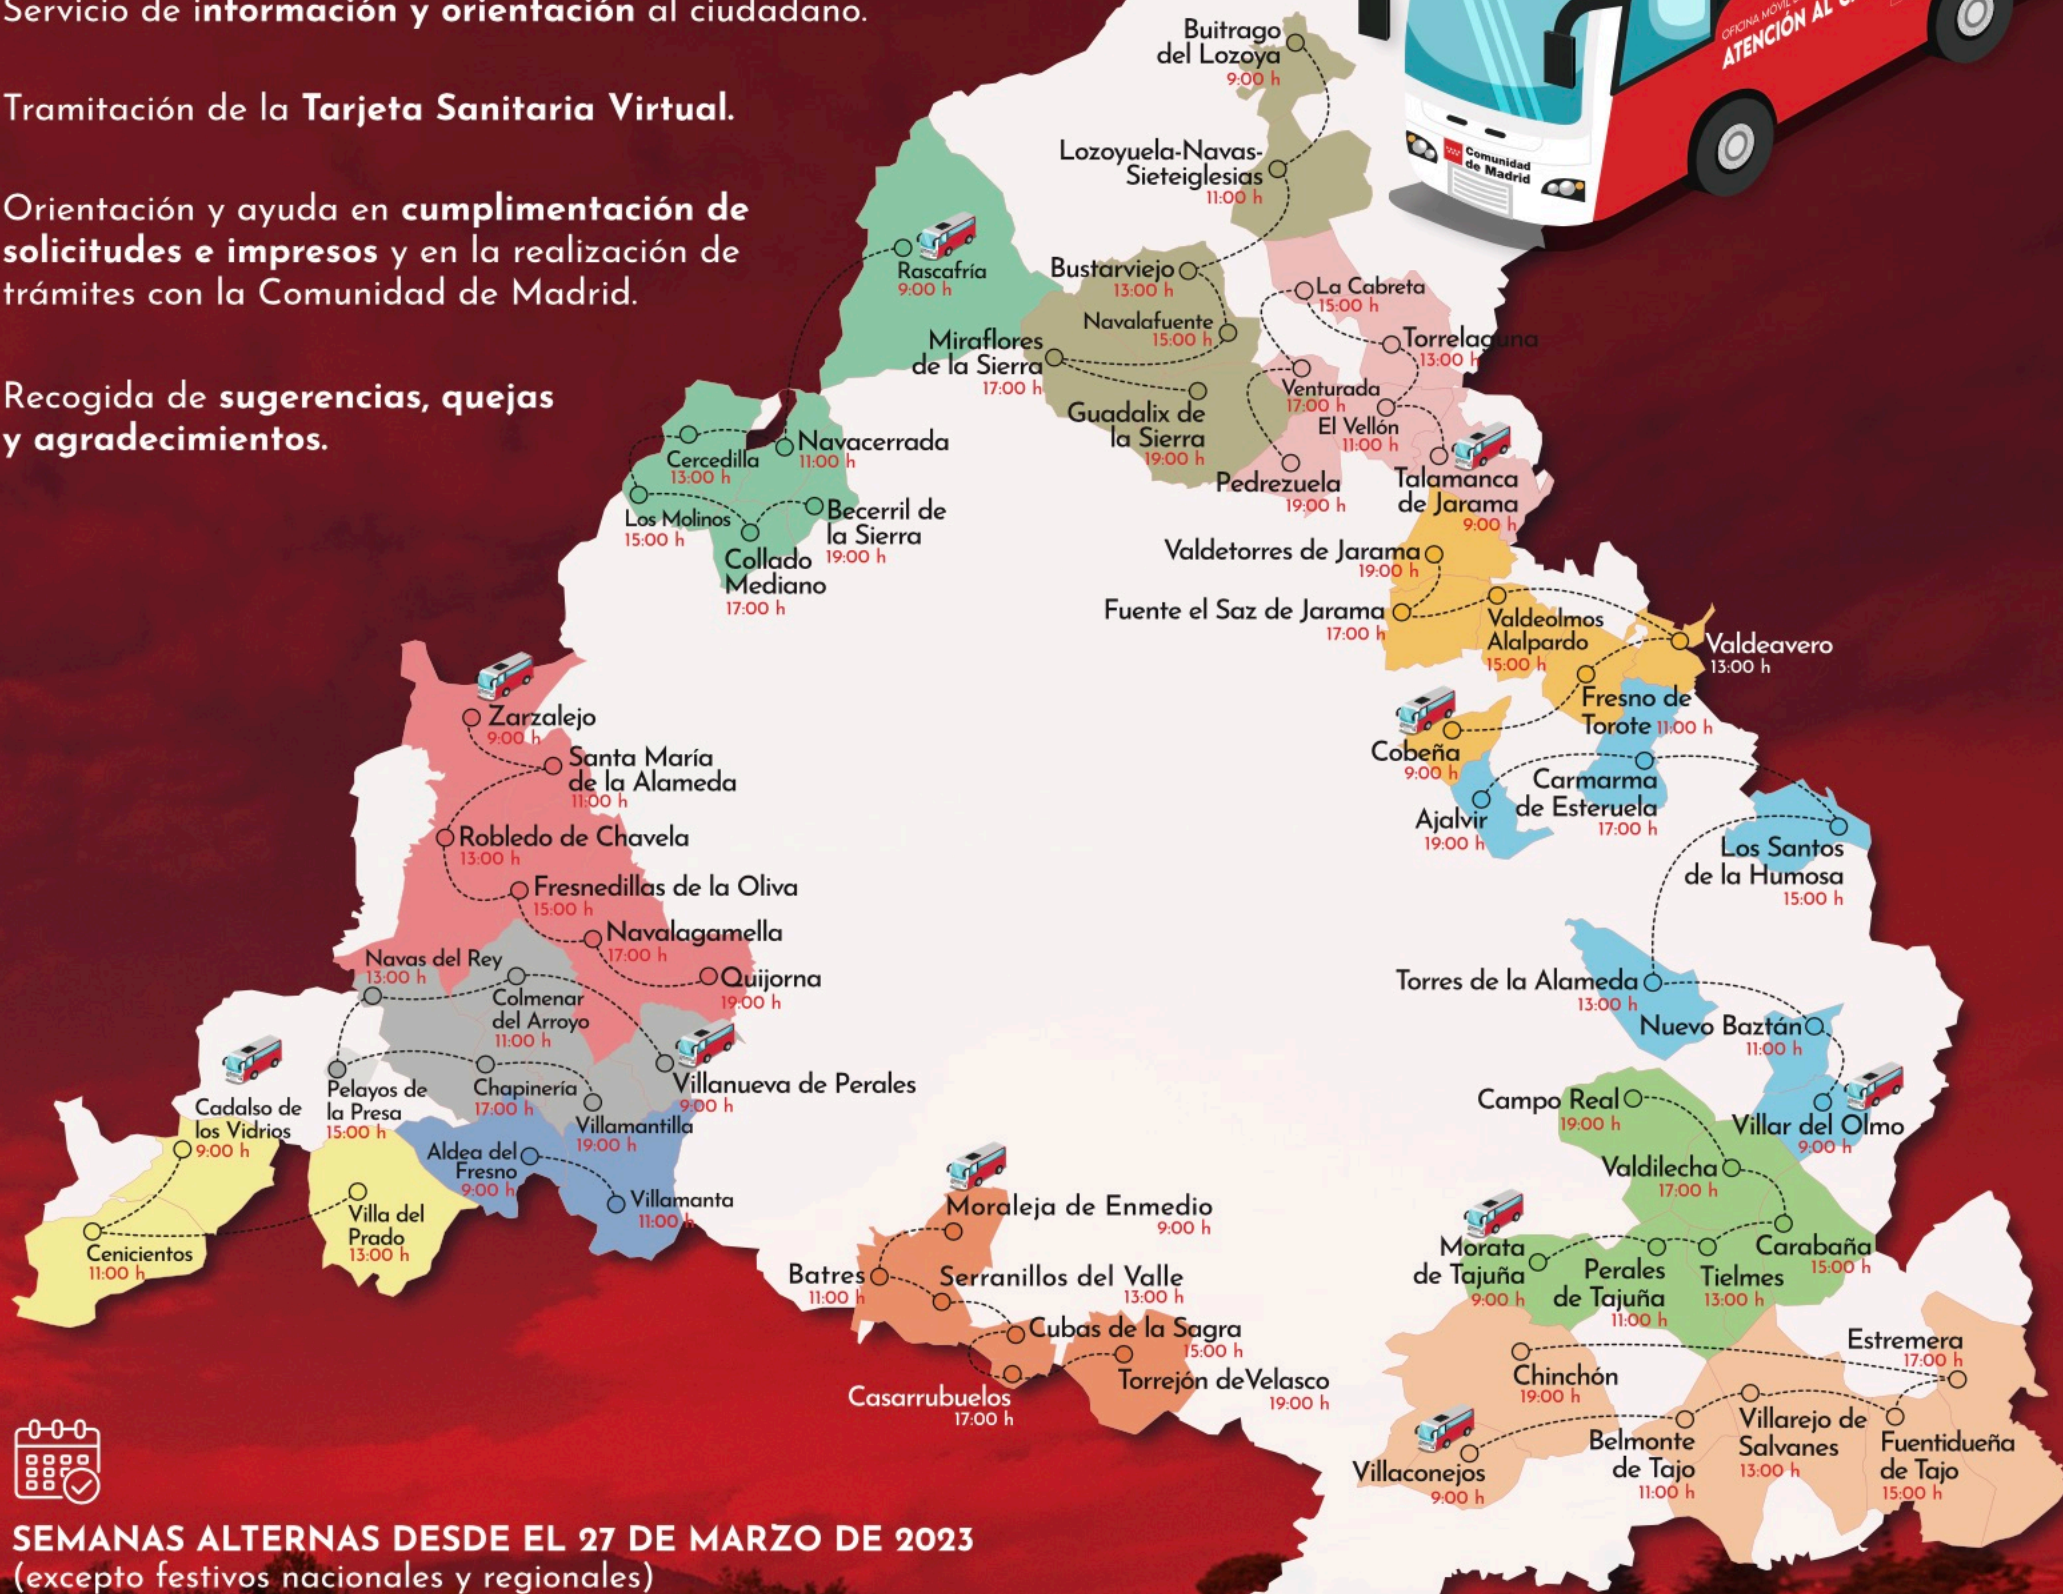 Servicio de información y orientación al ciudadano.
Tramitación de la Tarjeta Sanitaria Virtual.
Orientación y ayuda en cumplimentación de
solicitudes e impresos y en la realización de
trámites con la Comunidad de Madrid.
Recogida de sugerencias, quejas
y agradecimientos.
OFICINA MÓVIL
ATENCIÓN AL
Comunidad
de Madrid
Buitrago
del Lozoya
9:00 h
Lozoyuela-Navas-
Sieteiglesias
11:00 h
Bustarviejo
13:00 h
Navalafuente
15:00 h
Miraflores
de la Sierra
17:00 h
Guadalix de
la Sierra
19:00 h
Rascafría
9:00 h
Navacerrada
11:00 h
Cercedilla
13:00 h
Los Molinos
15:00 h
Collado
Mediano
17:00 h
Becerril de
la Sierra
19:00 h
La Cabreta
15:00 h
Torrelaguna
13:00 h
Venturada
17:00 h
El Vellón
11:00 h
Pedrezuela
19:00 h
Talamanca
de Jarama
9:00 h
Valdetorres de Jarama
19:00 h
Fuente el Saz de Jarama
17:00 h
Valdeolmos
Alalpardo
15:00 h
Valdeavero
13:00 h
Fresno de
Torote 11:00 h
Cobeña
9:00 h
Carmarma
de Esteruela
17:00 h
Ajalvir
19:00 h
Los Santos
de la Humosa
15:00 h
Torres de la Alameda
13:00 h
Nuevo Baztán
11:00 h
Villar del Olmo
9:00 h
Zarzalejo
9:00 h
Santa María
de la Alameda
11:00 h
Robledo de Chavela
13:00 h
Fresnedillas de la Oliva
15:00 h
Navalagamella
17:00 h
Quijorna
19:00 h
Navas del Rey
13:00 h
Colmenar
del Arroyo
11:00 h
Pelayos de
la Presa
15:00 h
Chapinería
17:00 h
Villamantilla
19:00 h
Villanueva de Perales
9:00 h
Cadalso de
los Vidrios
9:00 h
Cenicientos
11:00 h
Villa del
Prado
13:00 h
Aldea del
Fresno
9:00 h
Villamanta
11:00 h
Moraleja de Enmedio
9:00 h
Batres
11:00 h
Serranillos del Valle
13:00 h
Cubas de la Sagra
15:00 h
Casarrubuelos
17:00 h
Torrejón deVelasco
19:00 h
Campo Real
19:00 h
Valdilecha
17:00 h
Carabaña
15:00 h
Morata
de Tajuña
9:00 h
Perales
de Tajuña
11:00 h
Tielmes
13:00 h
Estremera
17:00 h
Chinchón
19:00 h
Villaconejos
9:00 h
Belmonte
de Tajo
11:00 h
Villarejo de
Salvanes
13:00 h
Fuentidueña
de Tajo
15:00 h
SEMANAS ALTERNAS DESDE EL 27 DE MARZO DE 2023
(excepto festivos nacionales y regionales)